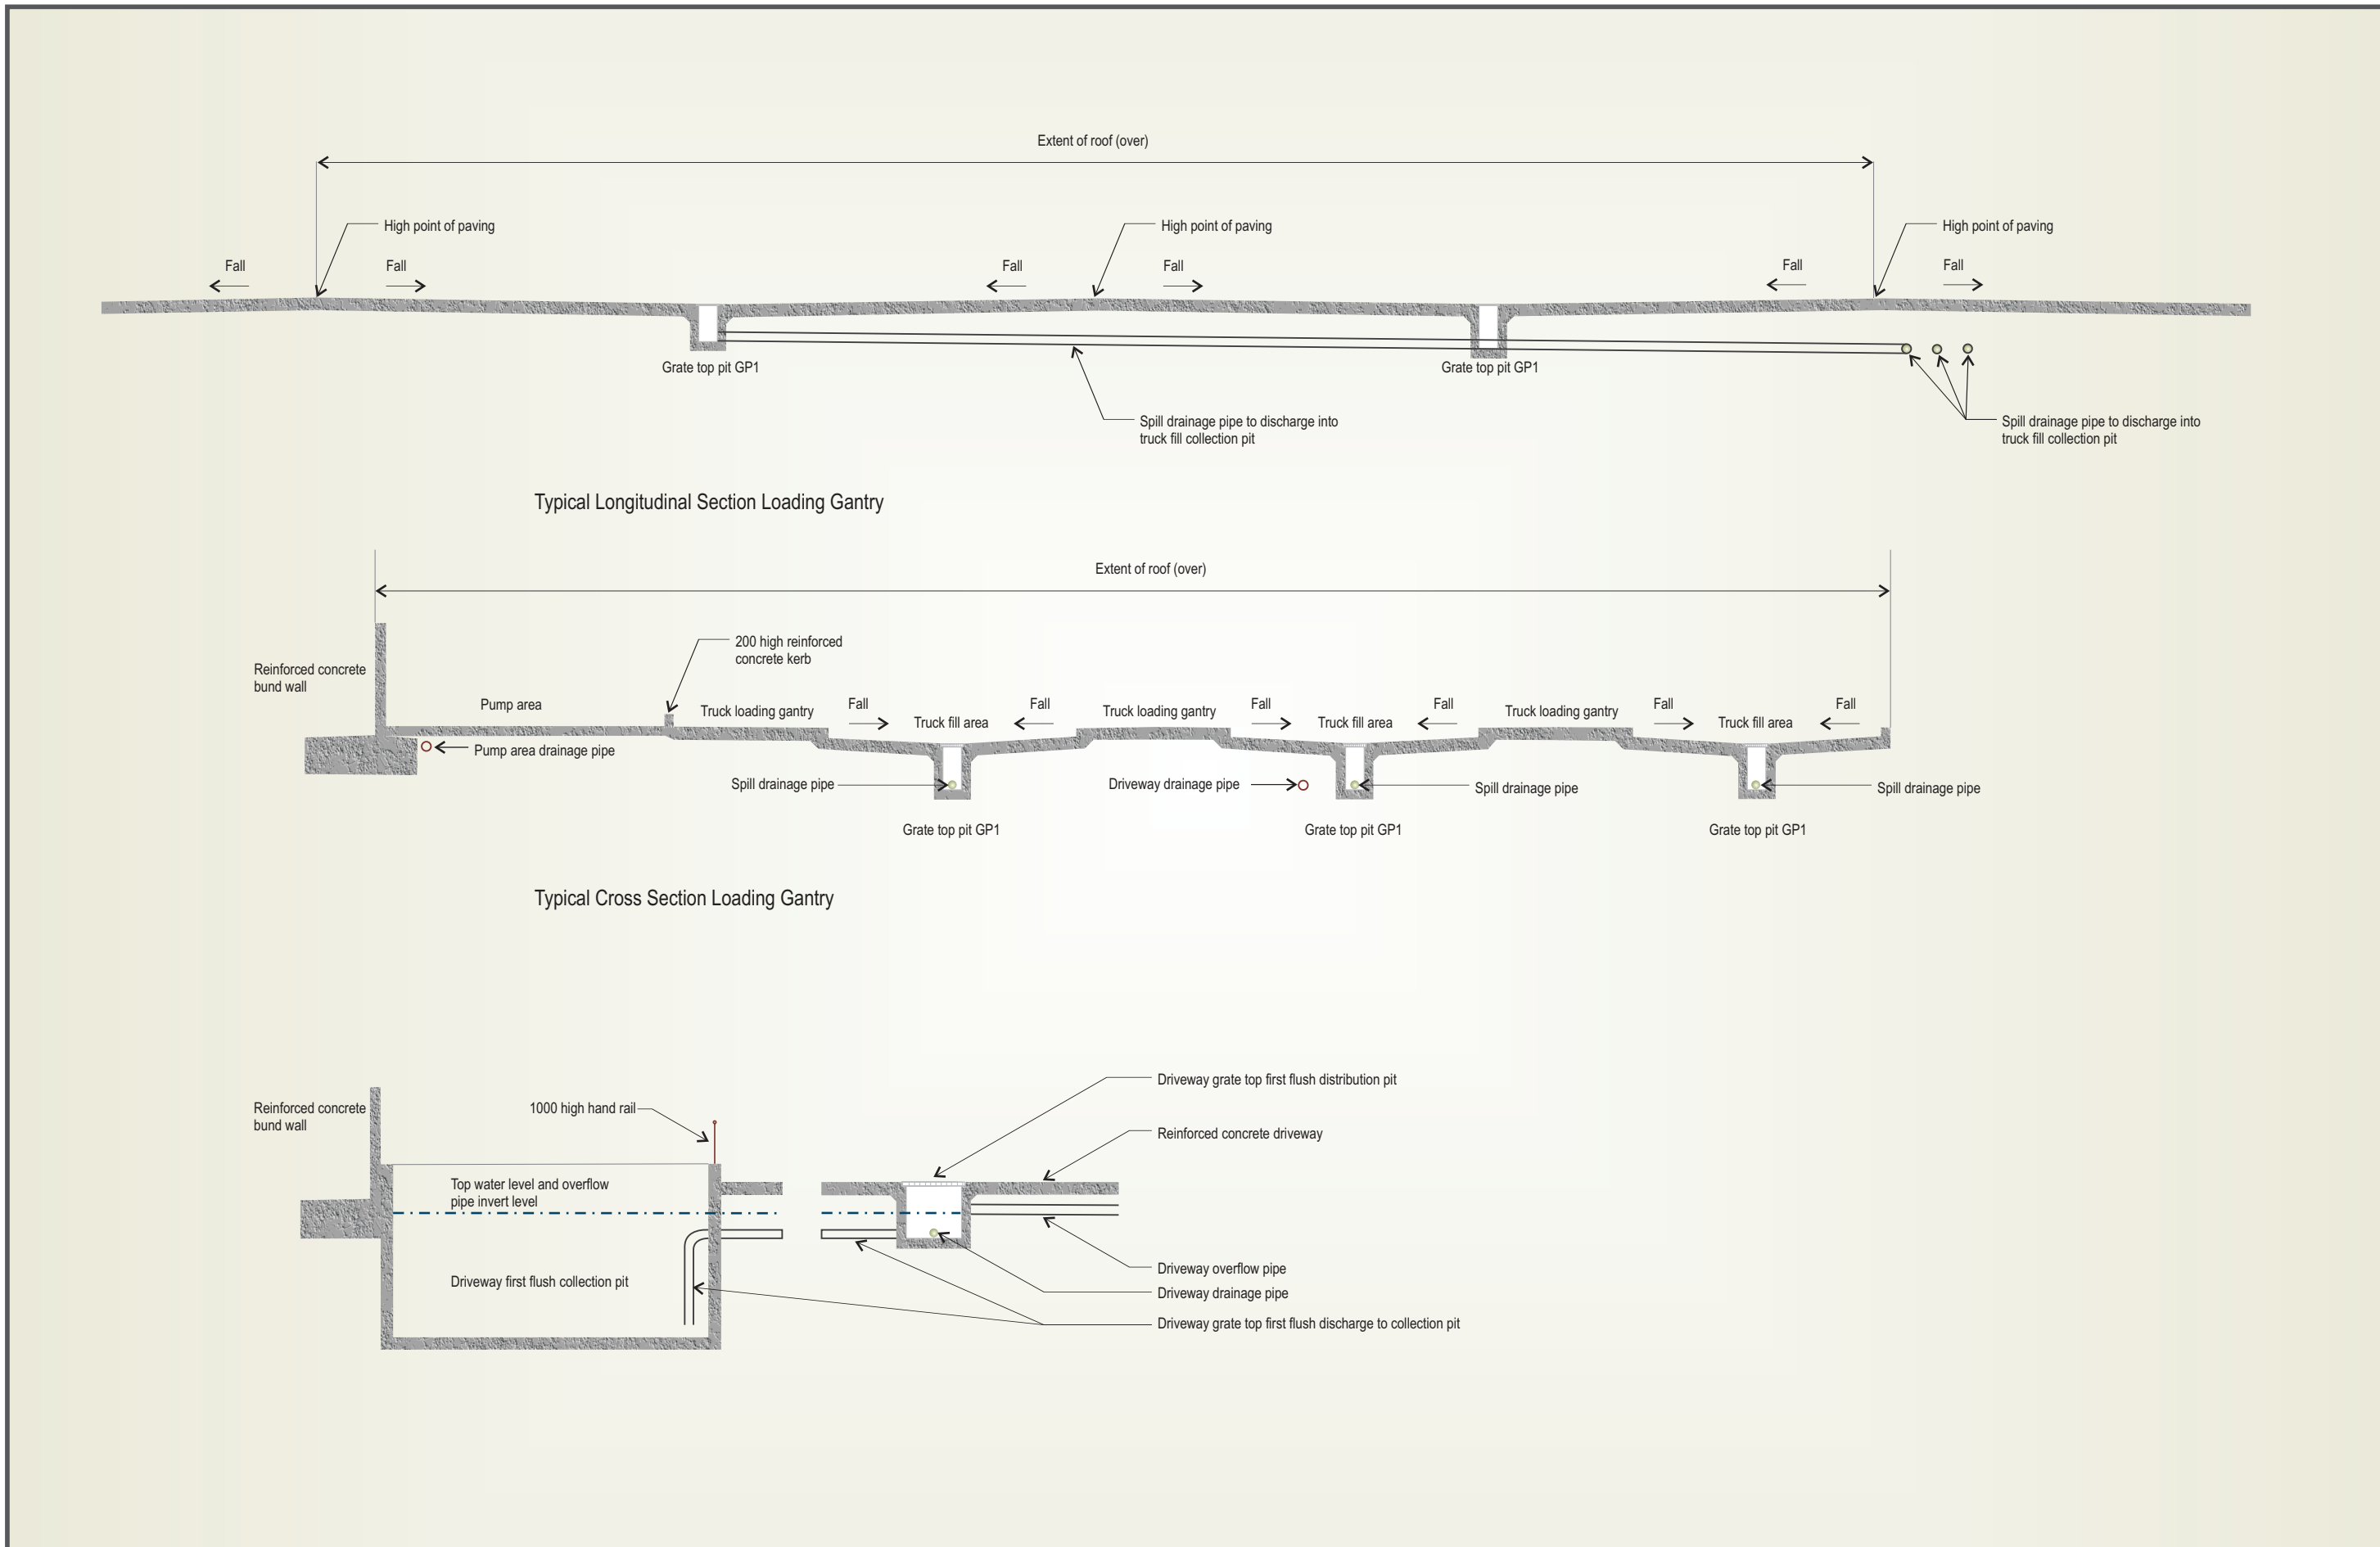 Extent of roof (over)
High point of paving
High point of paving
High point of paving
Fall
Fall
Fall
Fall
Fall
Fall
Grate top pit GP1
Grate top pit GP1
Spill drainage pipe to discharge into
truck fill collection pit
Spill drainage pipe to discharge into
truck fill collection pit
Typical Longitudinal Section Loading Gantry
Extent of roof (over)
200 high reinforced
concrete kerb
Reinforced concrete
bund wall
Pump area
Truck loading gantry
Fall
Truck fill area
Fall
Truck loading gantry
Fall
Truck fill area
Fall
Truck loading gantry
Fall
Truck fill area
Fall
Pump area drainage pipe
Spill drainage pipe
Driveway drainage pipe
Spill drainage pipe
Spill drainage pipe
Grate top pit GP1
Grate top pit GP1
Grate top pit GP1
Typical Cross Section Loading Gantry
Driveway grate top first flush distribution pit
Reinforced concrete
bund wall
1000 high hand rail
Reinforced concrete driveway
Top water level and overflow
pipe invert level
Driveway overflow pipe
Driveway first flush collection pit
Driveway drainage pipe
Driveway grate top first flush discharge to collection pit